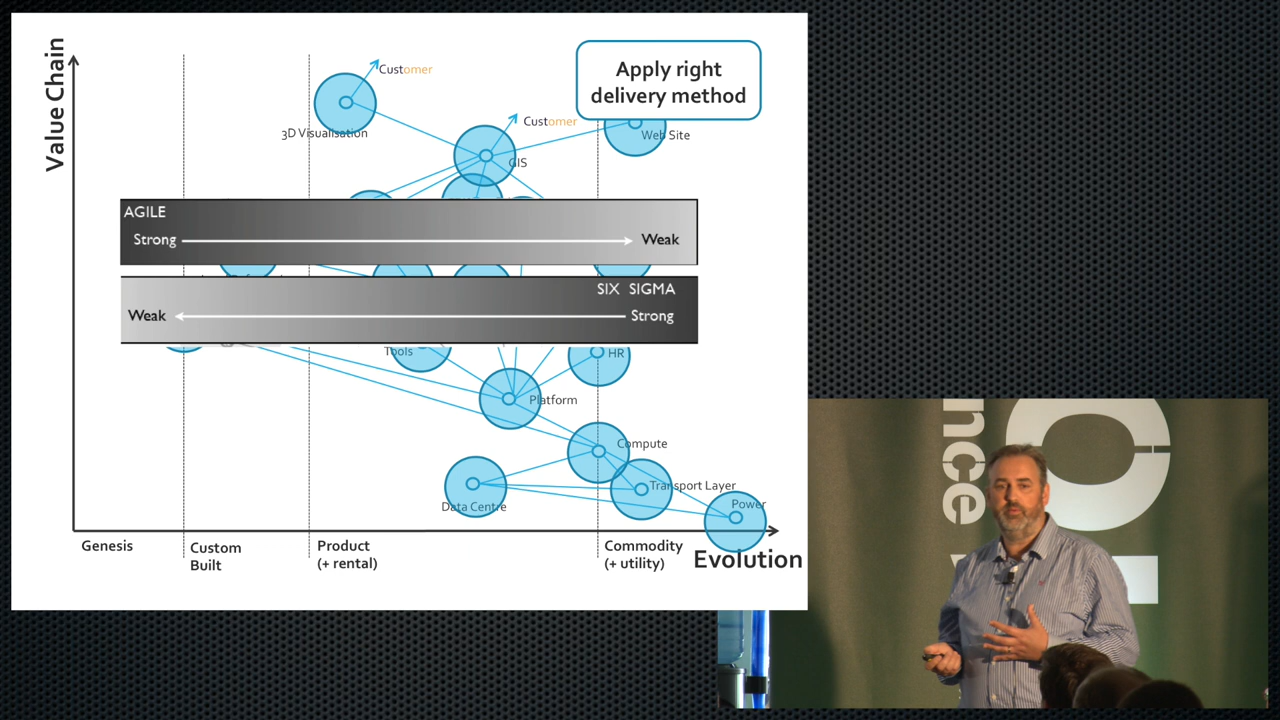 Value Chain
Customer
Apply right
delivery method
Customer
3D Visualisation
Web Site
GIS
AGILE
Strong
Weak
SIX SIGMA
Weak
Strong
Tools
HR
Platform
Compute
Transport Layer
Data Centre
Power
Genesis
Custom
Built
Product
(+ rental)
Commodity
(+ utility)
Evolution
nce